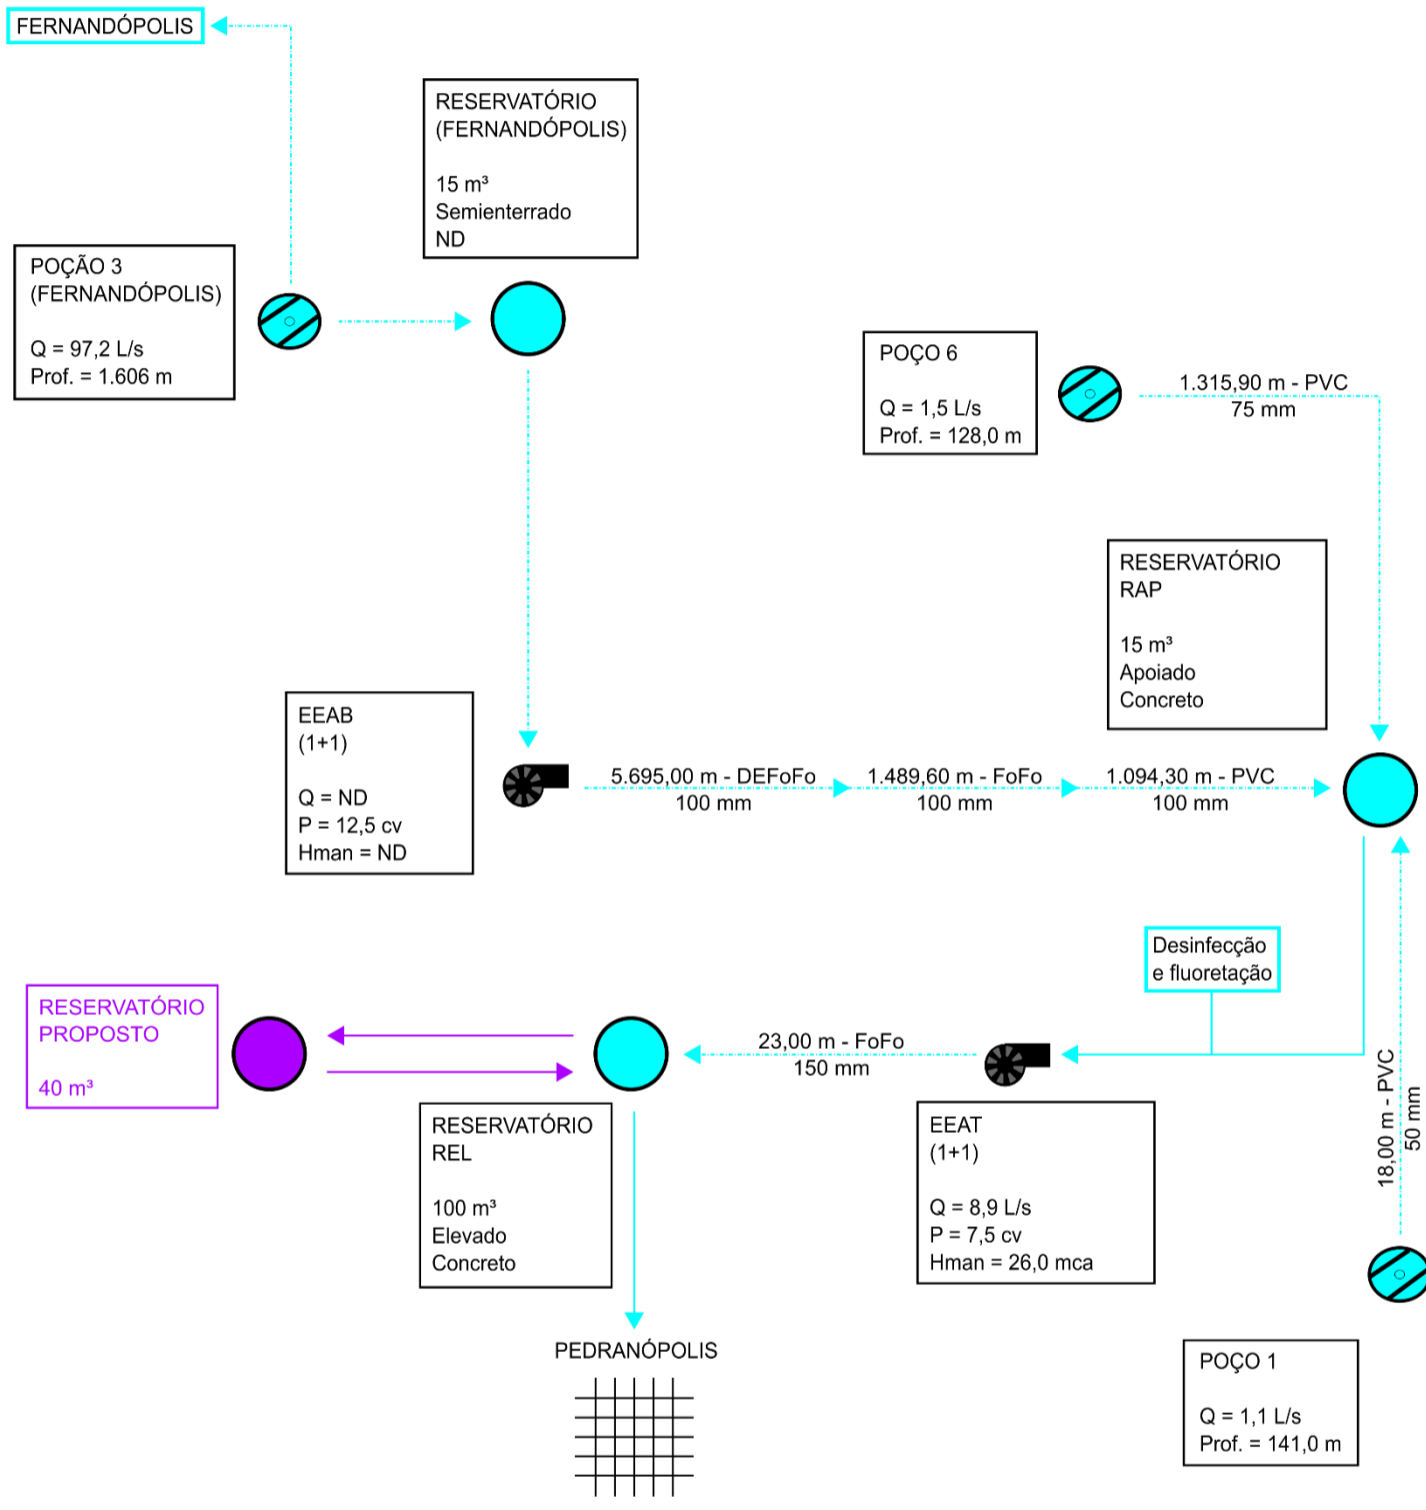 FERNANDÓPOLIS
RESERVATÓRIO
(FERNANDÓPOLIS)
15 m³
Semienterrado
ND
POÇÃO 3
(FERNANDÓPOLIS)
Q = 97,2 L/s
Prof. = 1.606 m
POÇO 6
Q = 1,5 L/s
Prof. = 128,0 m
1.315,90 m - PVC
75 mm
RESERVATÓRIO
RAP
15 m³
Apoiado
Concreto
EEAB
(1+1)
Q = ND
P = 12,5 cv
Hman = ND
5.695,00 m - DEFoFo
100 mm
1.489,60 m - FoFo
100 mm
1.094,30 m - PVC
100 mm
Desinfecção
e fluoretação
RESERVATÓRIO
PROPOSTO
40 m³
23,00 m - FoFo
150 mm
18,00 m - PVC
50 mm
RESERVATÓRIO
REL
100 m³
Elevado
Concreto
EEAT
(1+1)
Q = 8,9 L/s
P = 7,5 cv
Hman = 26,0 mca
PEDRANÓPOLIS
POÇO 1
Q = 1,1 L/s
Prof. = 141,0 m